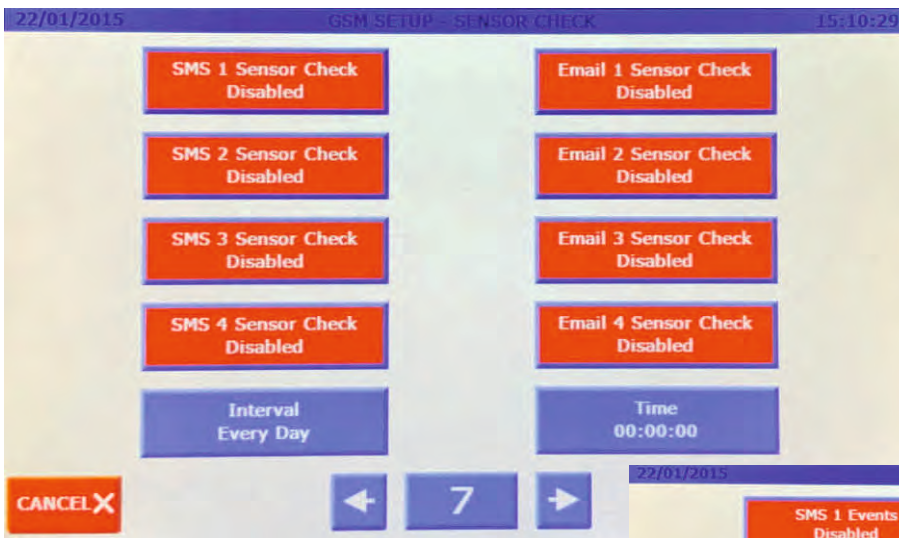 22/01/2015 GSM SETUP - SENSOR CHECK 15:10:29
SMS 1 Sensor Check
Disabled
Email 1 Sensor Check
Disabled
SMS 2 Sensor Check
Disabled
Email 2 Sensor Check
Disabled
SMS 3 Sensor Check
Disabled
Email 3 Sensor Check
Disabled
SMS 4 Sensor Check
Disabled
Email 4 Sensor Check
Disabled
Interval
Every Day
Time
00:00:00
CANCEL X
7
22/01/2015
SMS 1 Events
Disabled